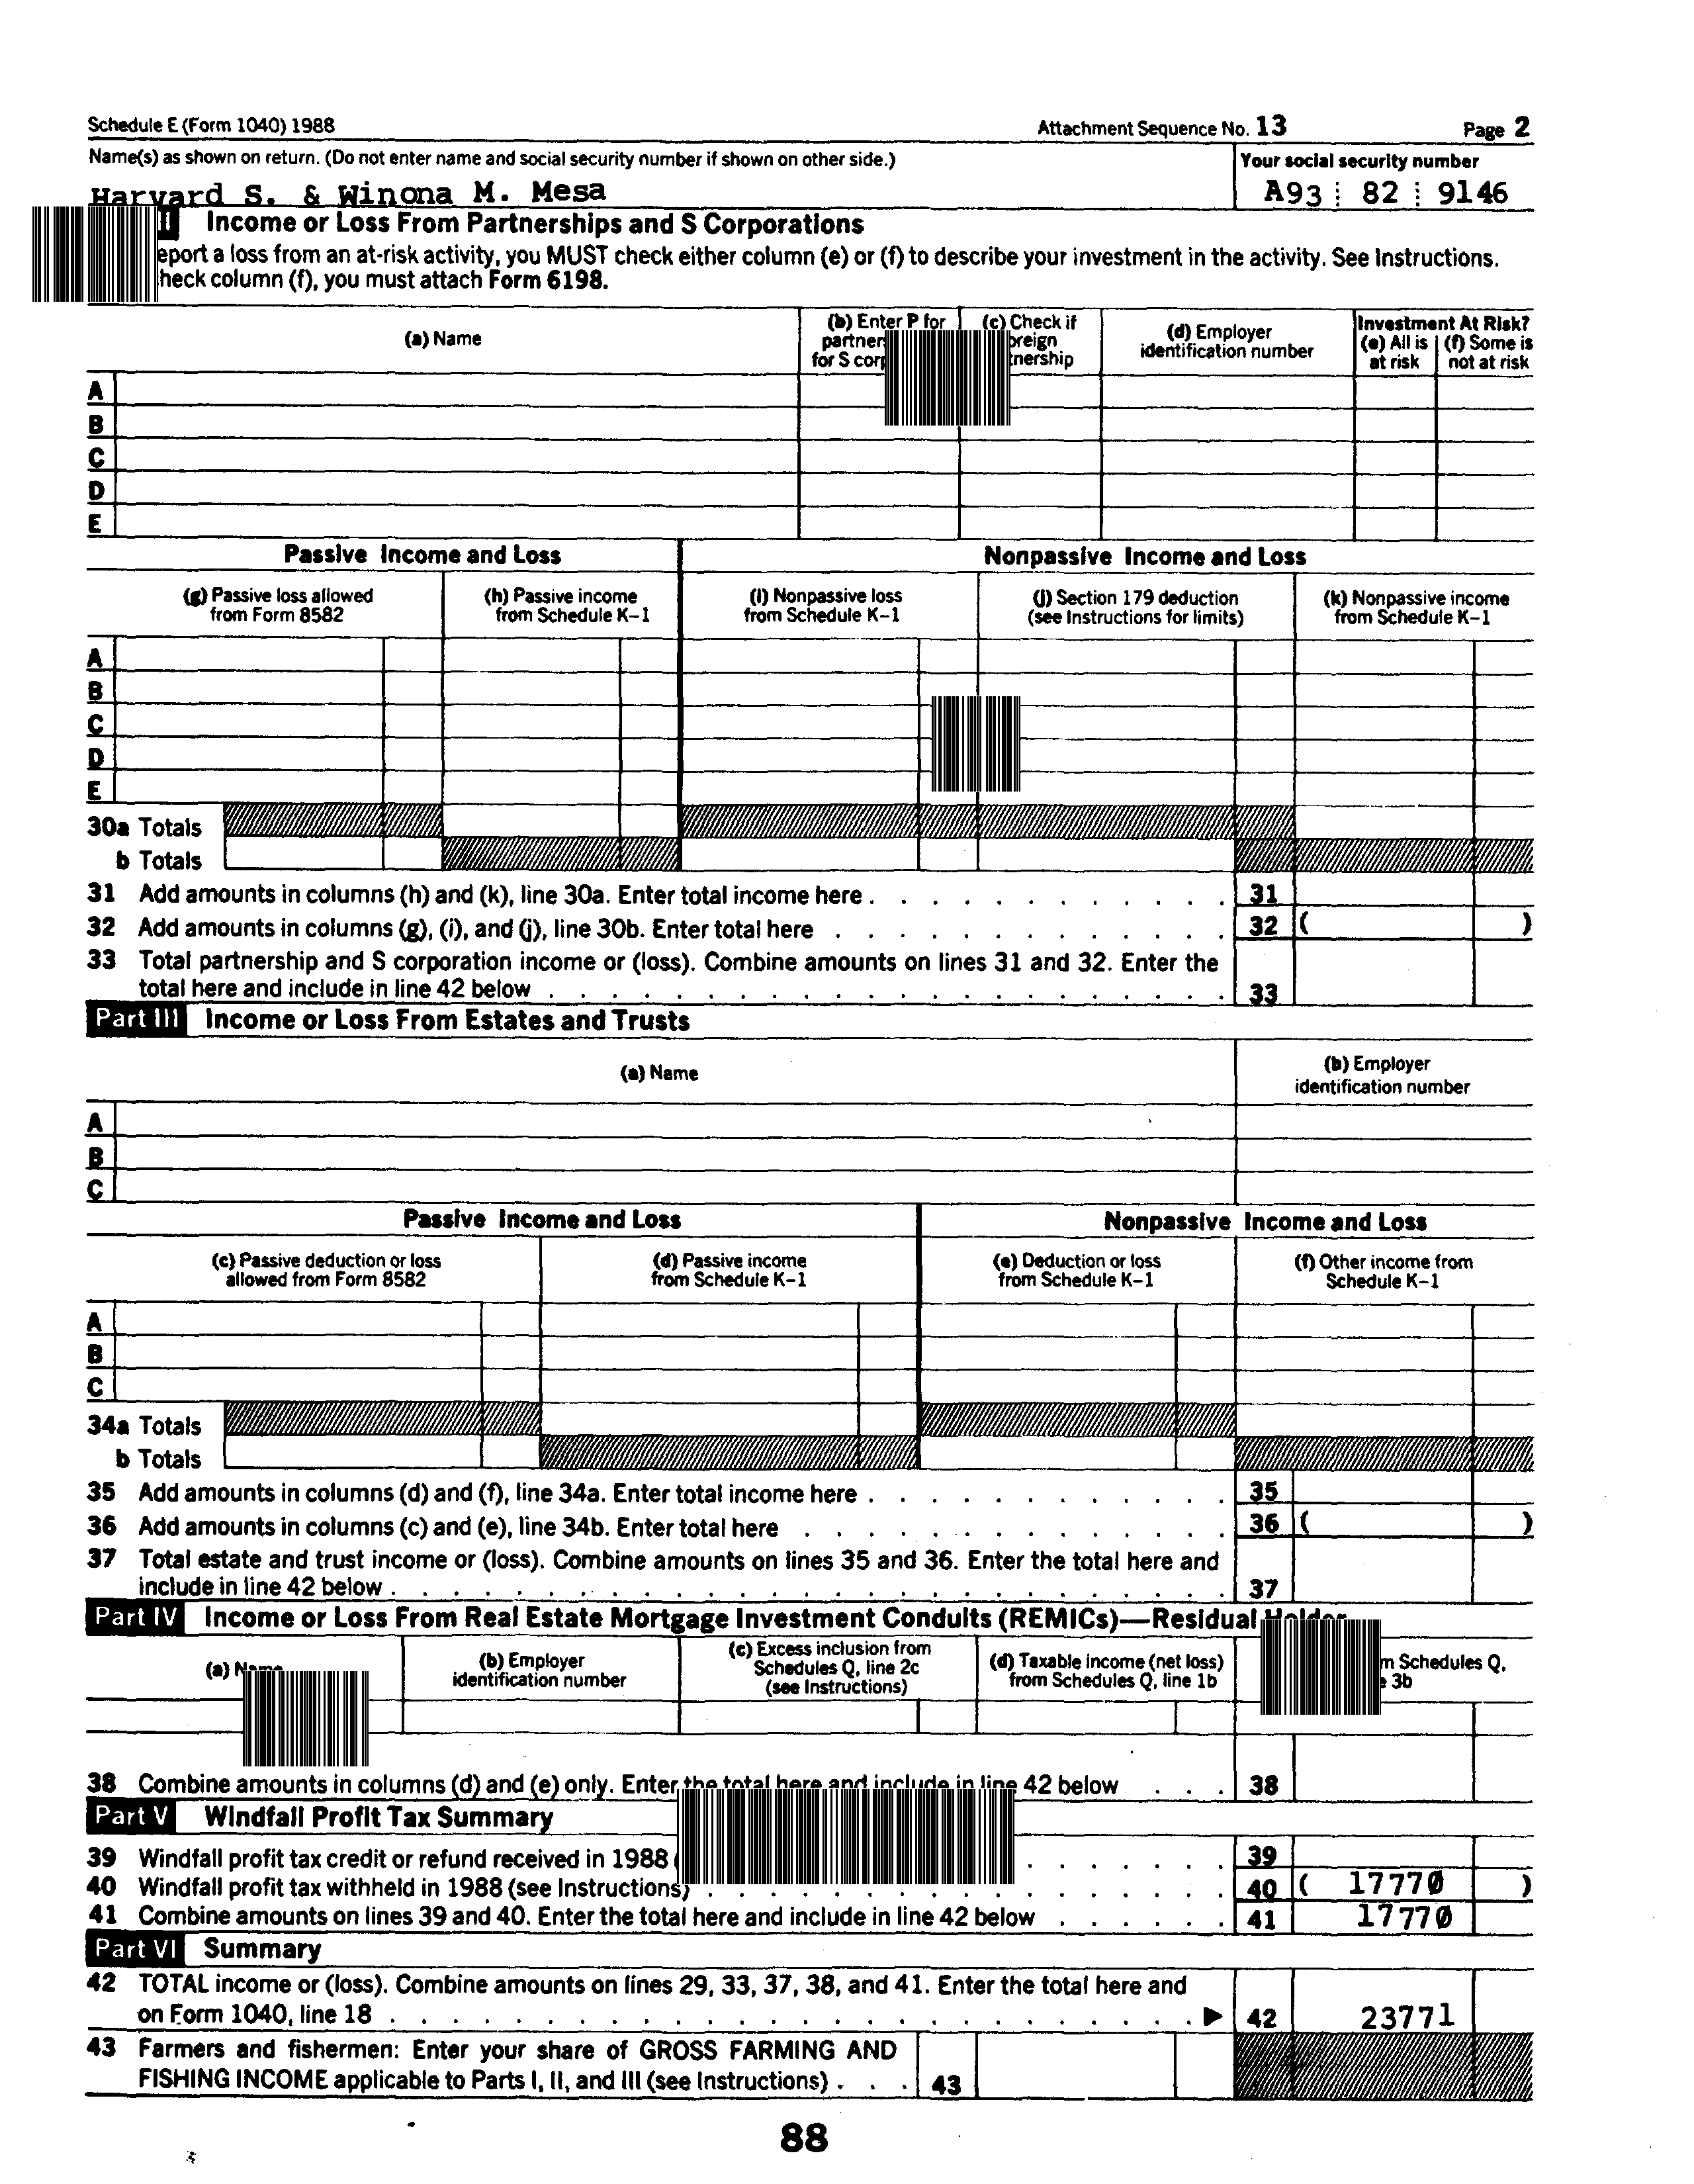 Schedule E (Form 1040) 1988 Attachment Sequence No. 13 Page 2
Name(s) as shown on return. (Do not enter name and social security number if shown on other side.) Your social security number
Harvard S. & Winona M. Mesa A93 82 9146
Income or Loss From Partnerships and S Corporations
eport a loss from an at-risk activity, you MUST check either column (e) or (f) to describe your investment in the activity. See Instructions.
heck column (f), you must attach Form 6198.
(a) Name
(b) Enter P for
partner
for S corp
(c) Check if
oreign
tnership
(d) Employer
identification number
Investment At Risk?
(e) All is
at risk
(f) Some is
not at risk
A
B
C
D
E
Passive Income and Loss Nonpassive Income and Loss
(g) Passive loss allowed
from Form 8582
(h) Passive income
from Schedule K–1
(i) Nonpassive loss
from Schedule K–1
(j) Section 179 deduction
(see Instructions for limits)
(k) Nonpassive income
from Schedule K–1
A
B
C
D
E
30a Totals
b Totals
31 Add amounts in columns (h) and (k), line 30a. Enter total income here . . . 31
32 Add amounts in columns (g), (i), and (j), line 30b. Enter total here . . . 32 ( )
33 Total partnership and S corporation income or (loss). Combine amounts on lines 31 and 32. Enter the
total here and include in line 42 below . . . 33
Part III Income or Loss From Estates and Trusts
(a) Name
(b) Employer
identification number
A
B
C
Passive Income and Loss Nonpassive Income and Loss
(c) Passive deduction or loss
allowed from Form 8582
(d) Passive income
from Schedule K–1
(e) Deduction or loss
from Schedule K–1
(f) Other income from
Schedule K–1
A
B
C
34a Totals
b Totals
35 Add amounts in columns (d) and (f), line 34a. Enter total income here . . . 35
36 Add amounts in columns (c) and (e), line 34b. Enter total here . . . 36 ( )
37 Total estate and trust income or (loss). Combine amounts on lines 35 and 36. Enter the total here and
include in line 42 below . . . 37
Part IV Income or Loss From Real Estate Mortgage Investment Conduits (REMICs)—Residual Holder
(a) Name
(b) Employer
identification number
(c) Excess inclusion from
Schedules Q, line 2c
(see Instructions)
(d) Taxable income (net loss)
from Schedules Q, line 1b
m Schedules Q,
3b
38 Combine amounts in columns (d) and (e) only. Enter the total here and include in line 42 below . . . 38
Part V Windfall Profit Tax Summary
39 Windfall profit tax credit or refund received in 1988 ( . . . 39
40 Windfall profit tax withheld in 1988 (see Instructions) . . . 40 ( 17770 )
41 Combine amounts on lines 39 and 40. Enter the total here and include in line 42 below . . . 41 17770
Part VI Summary
42 TOTAL income or (loss). Combine amounts on lines 29, 33, 37, 38, and 41. Enter the total here and
on Form 1040, line 18 . . . ▶ 42 23771
43 Farmers and fishermen: Enter your share of GROSS FARMING AND
FISHING INCOME applicable to Parts I, II, and III (see Instructions) . . . 43
88